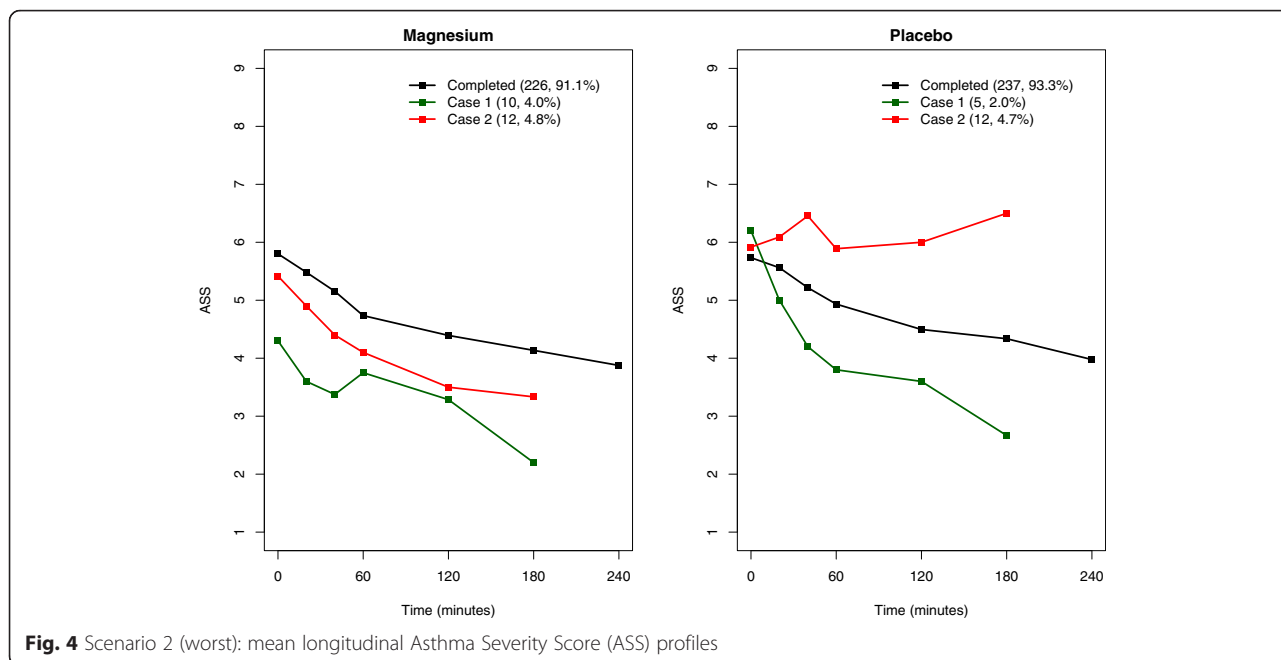 Magnesium
9
8
7
6
5
4
3
2
1
ASS
Completed (226, 91.1%)
Case 1 (10, 4.0%)
Case 2 (12, 4.8%)
0 60 120 180 240
Time (minutes)
Placebo
9
8
7
6
5
4
3
2
1
ASS
Completed (237, 93.3%)
Case 1 (5, 2.0%)
Case 2 (12, 4.7%)
0 60 120 180 240
Time (minutes)
Fig. 4 Scenario 2 (worst): mean longitudinal Asthma Severity Score (ASS) profiles